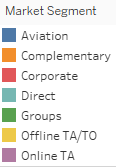 Market Segment
Aviation
Complementary
Corporate
Direct
Groups
Offline TA/TO
Online TA